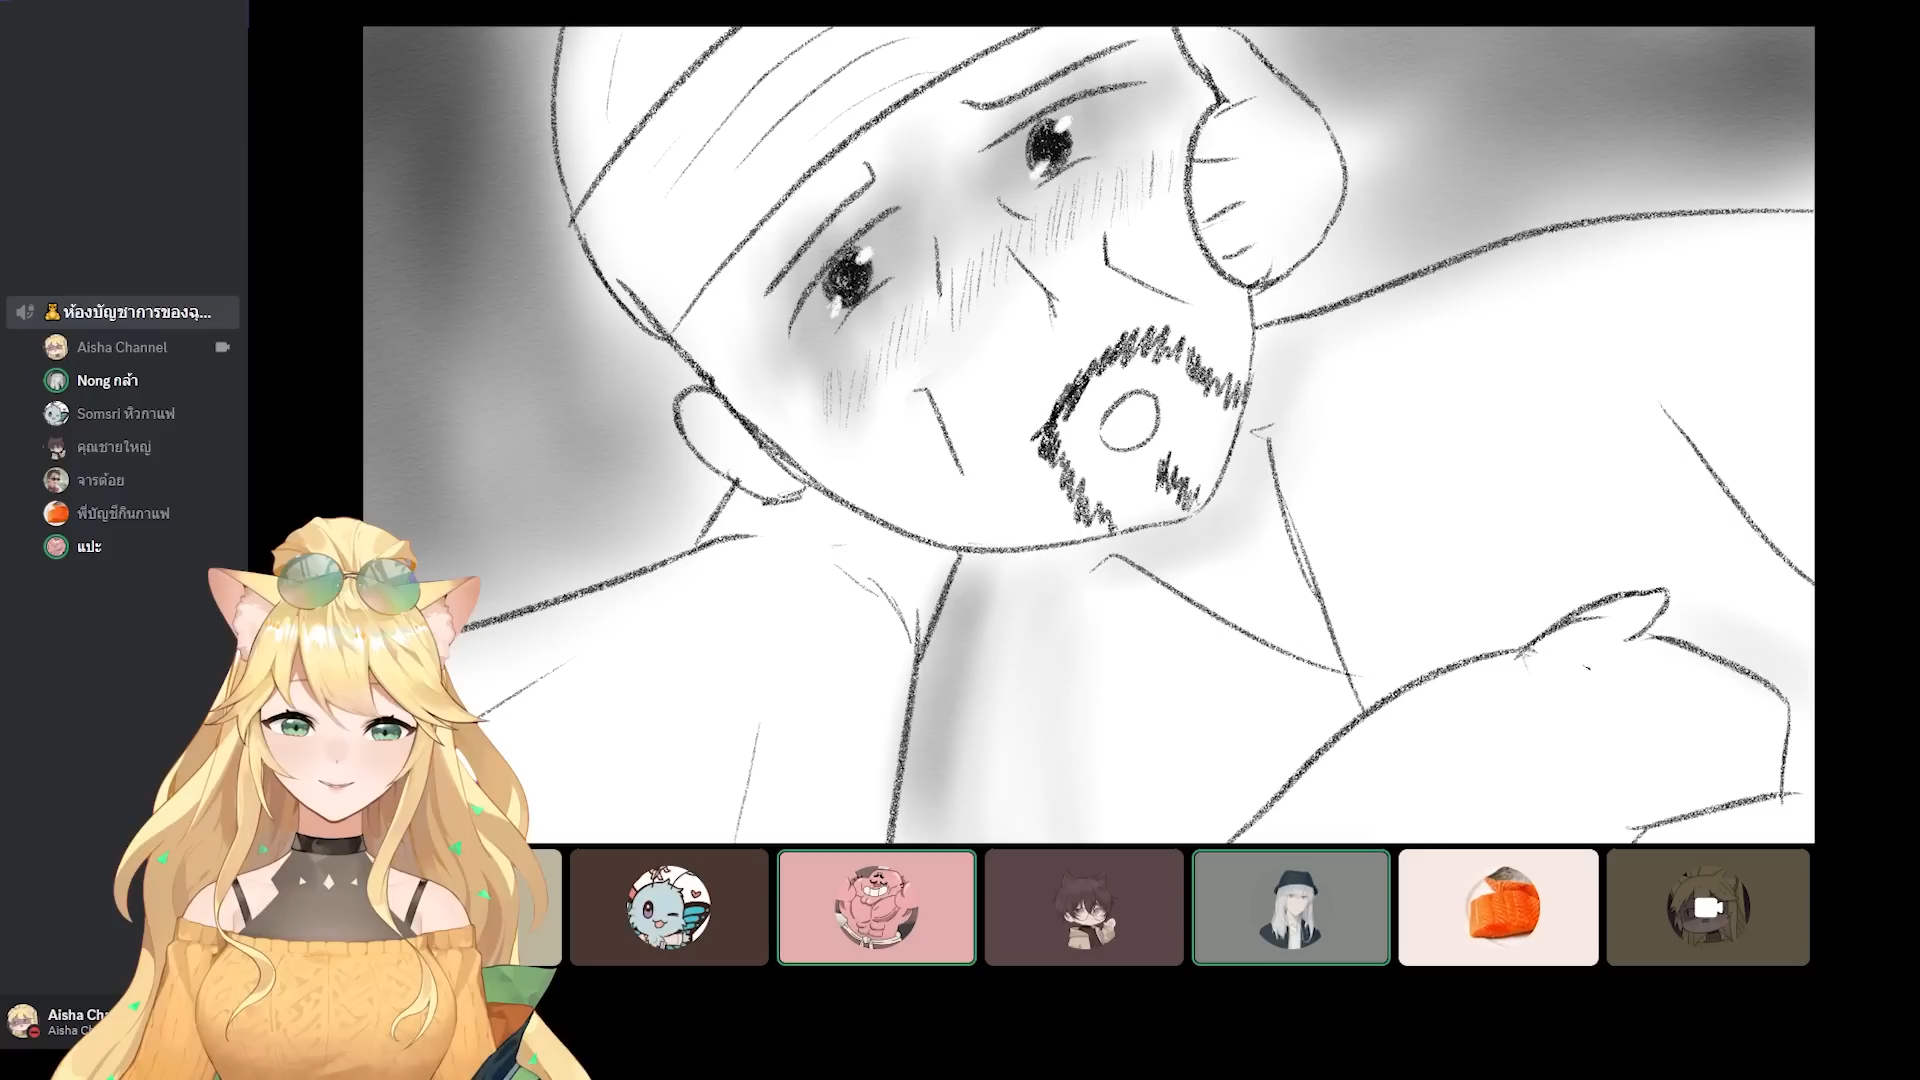 🧸ห้องบัญชาการของฉุ...
Aisha Channel
Nong กล้า
Somsri หิวกาแฟ
คุณชายใหญ่
จารต๋อย
พี่บัญชีกินกาแฟ
แปะ
Aisha Cha
Aisha Ch